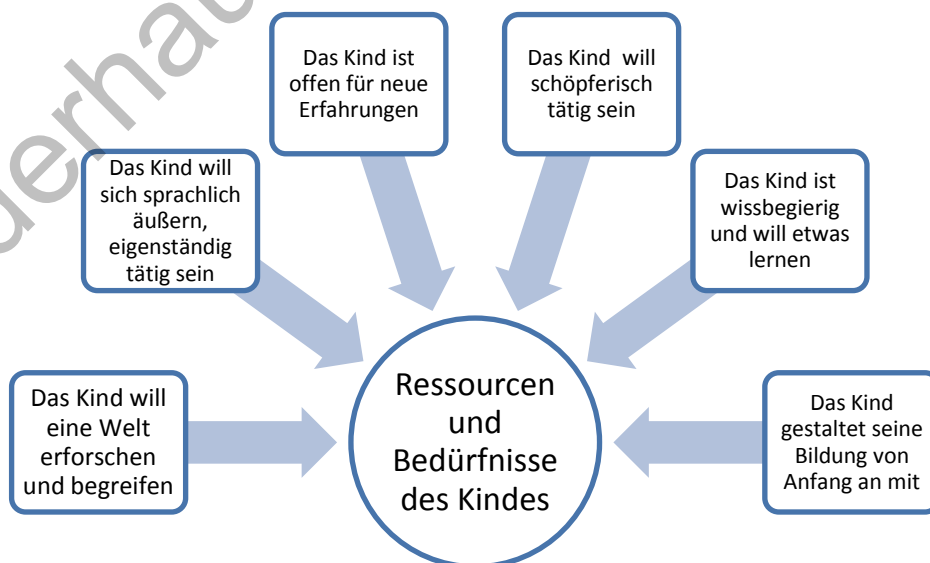 Das Kind ist
offen für neue
Erfahrungen
Das Kind will
schöpferisch
tätig sein
Das Kind will
sich sprachlich
äußern,
eigenständig
tätig sein
Das Kind ist
wissbegierig
und will etwas
lernen
Das Kind will
eine Welt
erforschen
und begreifen
Ressourcen
und
Bedürfnisse
des Kindes
Das Kind
gestaltet seine
Bildung von
Anfang an mit